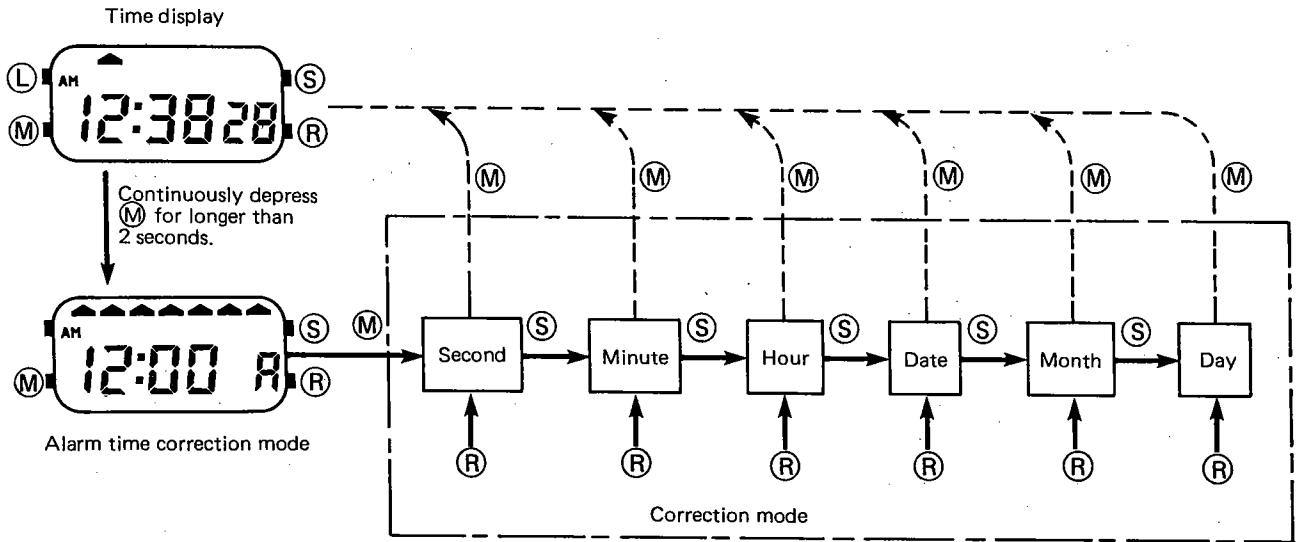 Time display
Ⓛ AM Ⓢ
12:38 28
Ⓜ Ⓡ
Continuously depress
Ⓜ for longer than
2 seconds.
Ⓜ Ⓜ Ⓜ Ⓜ Ⓜ Ⓜ
AM Ⓢ Ⓜ
12:00 A
Ⓜ Ⓡ
Alarm time correction mode
Second Ⓢ Minute Ⓢ Hour Ⓢ Date Ⓢ Month Ⓢ Day
Ⓡ Ⓡ Ⓡ Ⓡ Ⓡ Ⓡ
Correction mode